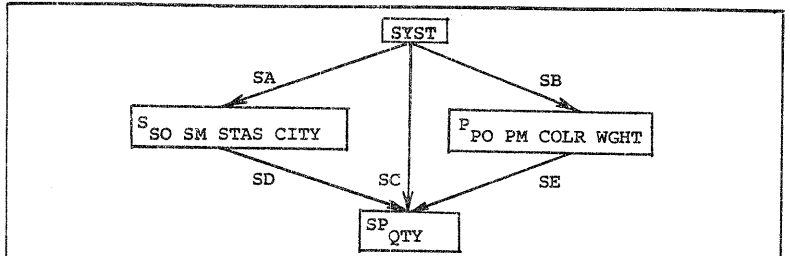 SYST
SA
SB
S SO SM STAS CITY
P PO PM COLR WGHT
SD
SC
SE
SP QTY